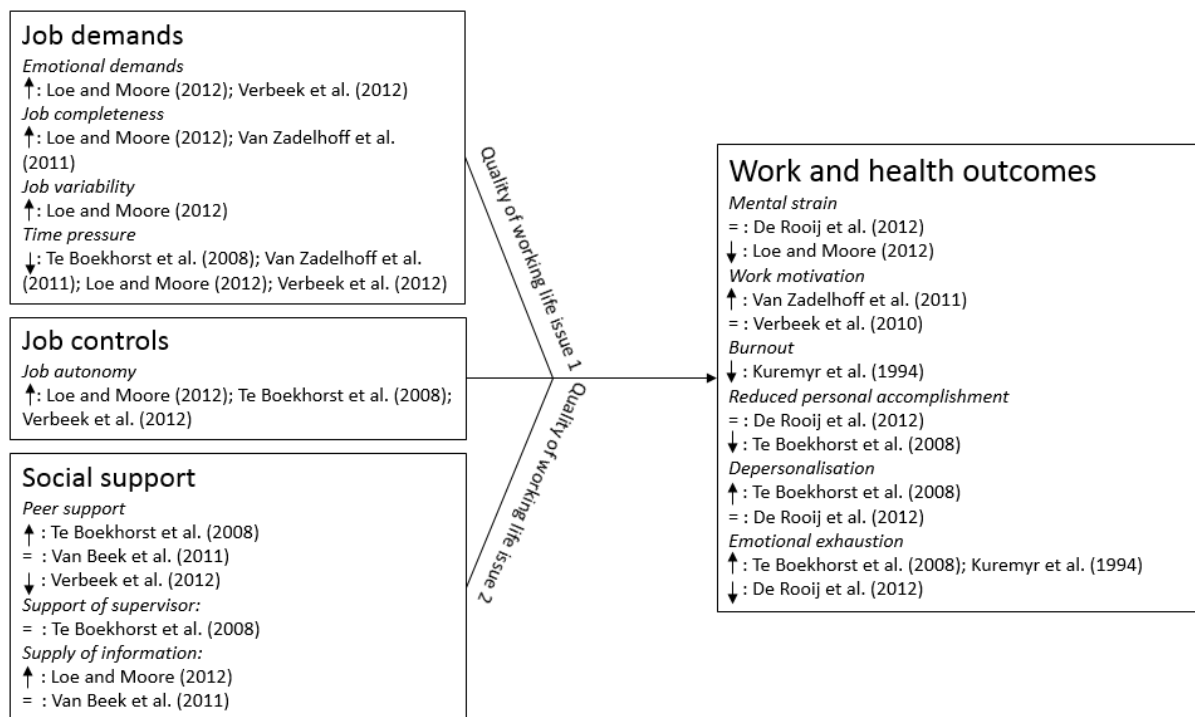 Job demands
Emotional demands
↑: Loe and Moore (2012); Verbeek et al. (2012)
Job completeness
↑: Loe and Moore (2012); Van Zadelhoff et al.
(2011)
Job variability
↑: Loe and Moore (2012)
Time pressure
↓: Te Boekhorst et al. (2008); Van Zadelhoff et al.
(2011); Loe and Moore (2012); Verbeek et al. (2012)
Job controls
Job autonomy
↑: Loe and Moore (2012); Te Boekhorst et al. (2008);
Verbeek et al. (2012)
Social support
Peer support
↑ : Te Boekhorst et al. (2008)
= : Van Beek et al. (2011)
↓ : Verbeek et al. (2012)
Support of supervisor:
= : Te Boekhorst et al. (2008)
Supply of information:
↑ : Loe and Moore (2012)
= : Van Beek et al. (2011)
Quality of working life issue 1
Quality of working life issue 2
Work and health outcomes
Mental strain
= : De Rooij et al. (2012)
↓ : Loe and Moore (2012)
Work motivation
↑ : Van Zadelhoff et al. (2011)
= : Verbeek et al. (2010)
Burnout
↓ : Kuremyr et al. (1994)
Reduced personal accomplishment
= : De Rooij et al. (2012)
↓ : Te Boekhorst et al. (2008)
Depersonalisation
↑ : Te Boekhorst et al. (2008)
= : De Rooij et al. (2012)
Emotional exhaustion
↑ : Te Boekhorst et al. (2008); Kuremyr et al. (1994)
↓ : De Rooij et al. (2012)